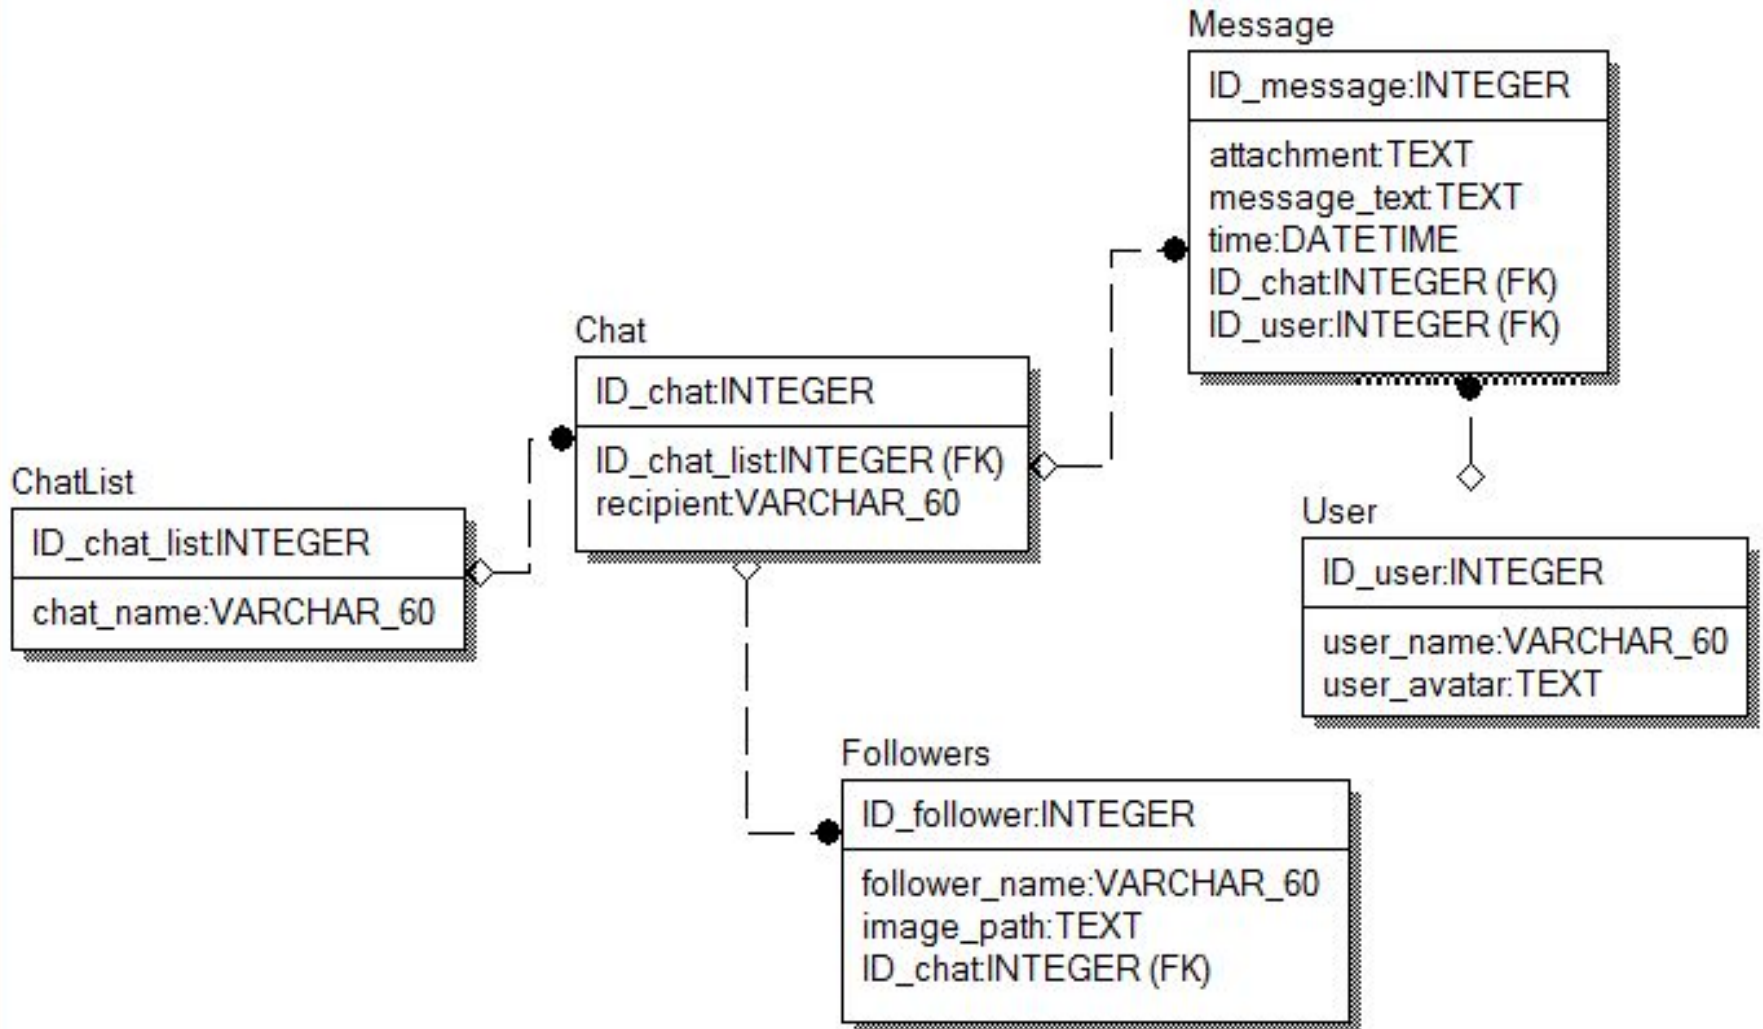 Message
ID_message:INTEGER
attachment:TEXT
message_text:TEXT
time:DATETIME
ID_chat:INTEGER (FK)
ID_user:INTEGER (FK)
Chat
ID_chat:INTEGER
ID_chat_list:INTEGER (FK)
recipient:VARCHAR_60
ChatList
ID_chat_list:INTEGER
chat_name:VARCHAR_60
User
ID_user:INTEGER
user_name:VARCHAR_60
user_avatar:TEXT
Followers
ID_follower:INTEGER
follower_name:VARCHAR_60
image_path:TEXT
ID_chat:INTEGER (FK)